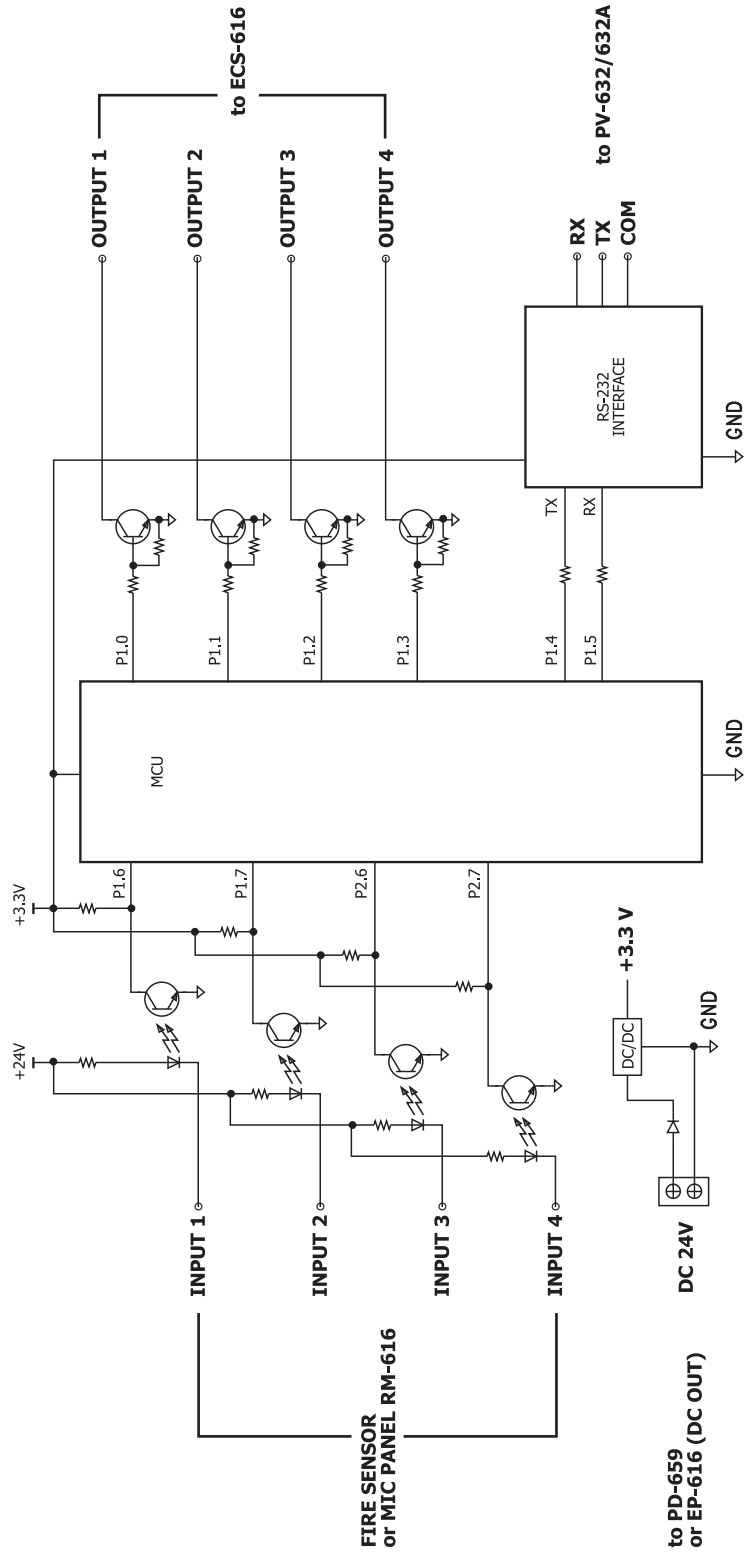 +24V
+3.3V
FIRE SENSOR
or MIC PANEL RM-616
INPUT 1
INPUT 2
INPUT 3
INPUT 4
P1.6
P1.7
P2.6
P2.7
MCU
GND
P1.0
P1.1
P1.2
P1.3
P1.4
P1.5
TX
RX
RS-232
INTERFACE
GND
OUTPUT 1
OUTPUT 2
OUTPUT 3
OUTPUT 4
to ECS-616
RX
TX
COM
to PV-632/632A
to PD-659
or EP-616 (DC OUT)
DC 24V
DC/DC
+3.3 V
GND